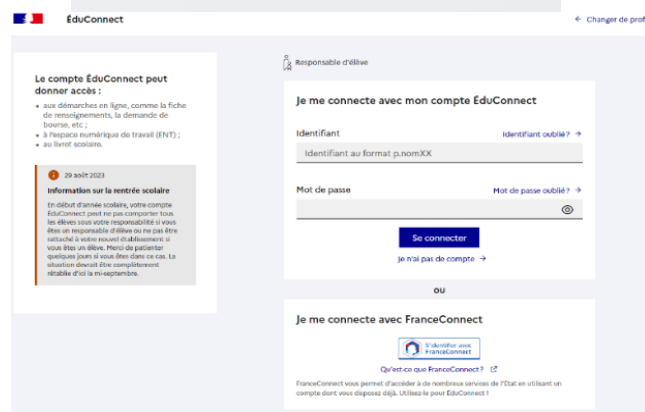 ÉduConnect
← Changer de prof
Le compte ÉduConnect peut
donner accès :
• aux démarches en ligne, comme la fiche
de renseignements, la demande de
bourse, etc ;
• à l'espace numérique de travail (ENT) ;
• au livret scolaire.
29 août 2023
Information sur la rentrée scolaire
En début d'année scolaire, votre compte
ÉduConnect peut ne pas comporter tous
les élèves sous votre responsabilité si vous
êtes un responsable d'élève ou ne pas être
rattaché à votre nouvel établissement si
vous êtes un élève. Merci de patienter
quelques jours si vous êtes dans ce cas. La
situation devrait être complètement
rétablie d'ici la mi-septembre.
Responsable d'élève
Je me connecte avec mon compte ÉduConnect
Identifiant
Identifiant oublié? →
Identifiant au format p.nomXX
Mot de passe
Mot de passe oublié? →
Se connecter
Je n'ai pas de compte →
OU
Je me connecte avec FranceConnect
S'identifier avec
FranceConnect
Qu'est-ce que FranceConnect?
FranceConnect vous permet d'accéder à de nombreux services de l'État en utilisant un
compte dont vous disposez déjà. Utilisez-le pour ÉduConnect !